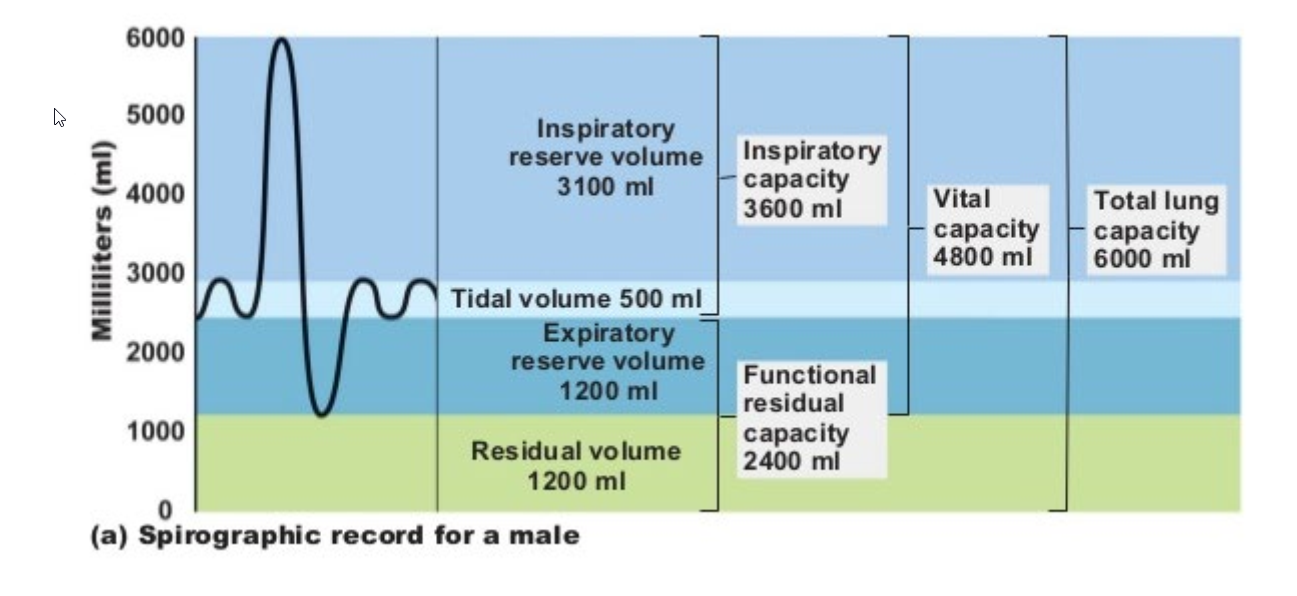 6000
5000
4000
3000
2000
1000
0
Milliliters (ml)
Inspiratory
reserve volume
3100 ml
Tidal volume 500 ml
Expiratory
reserve volume
1200 ml
Residual volume
1200 ml
Inspiratory
capacity
3600 ml
Functional
residual
capacity
2400 ml
Vital
capacity
4800 ml
Total lung
capacity
6000 ml
(a) Spirographic record for a male